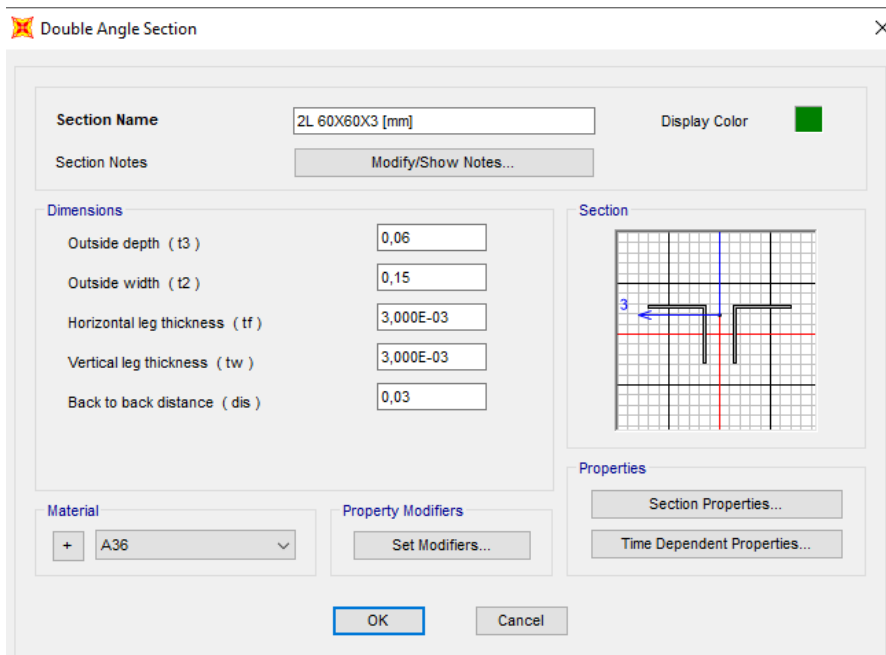 Double Angle Section
Section Name 2L 60X60X3 [mm] Display Color
Section Notes Modify/Show Notes...
Dimensions
Outside depth ( t3 ) 0,06
Outside width ( t2 ) 0,15
Horizontal leg thickness ( tf ) 3,000E-03
Vertical leg thickness ( tw ) 3,000E-03
Back to back distance ( dis ) 0,03
Section
3
Properties
Section Properties...
Time Dependent Properties...
Material
+ A36
Property Modifiers
Set Modifiers...
OK Cancel